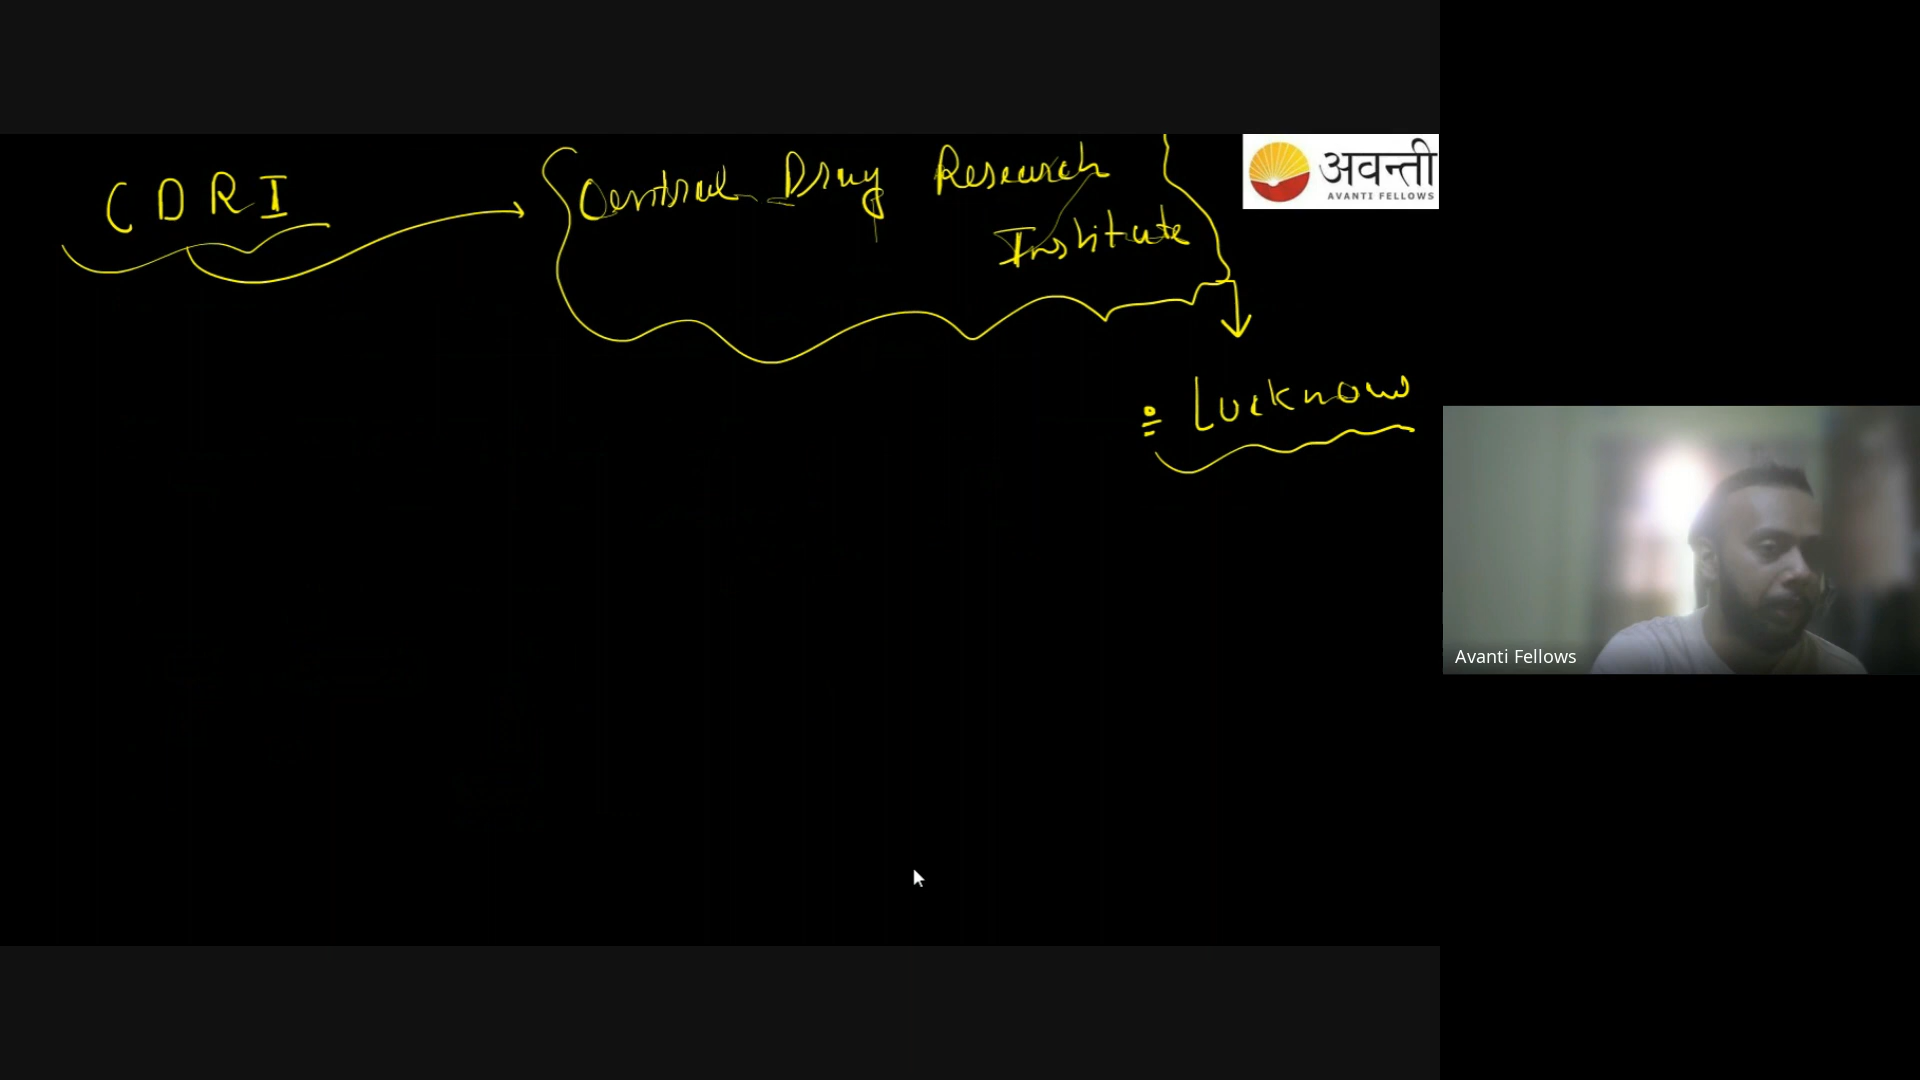 CDRI
Central Drug Research
Institute
Lucknow
अवन्ती
AVANTI FELLOWS
Avanti Fellows